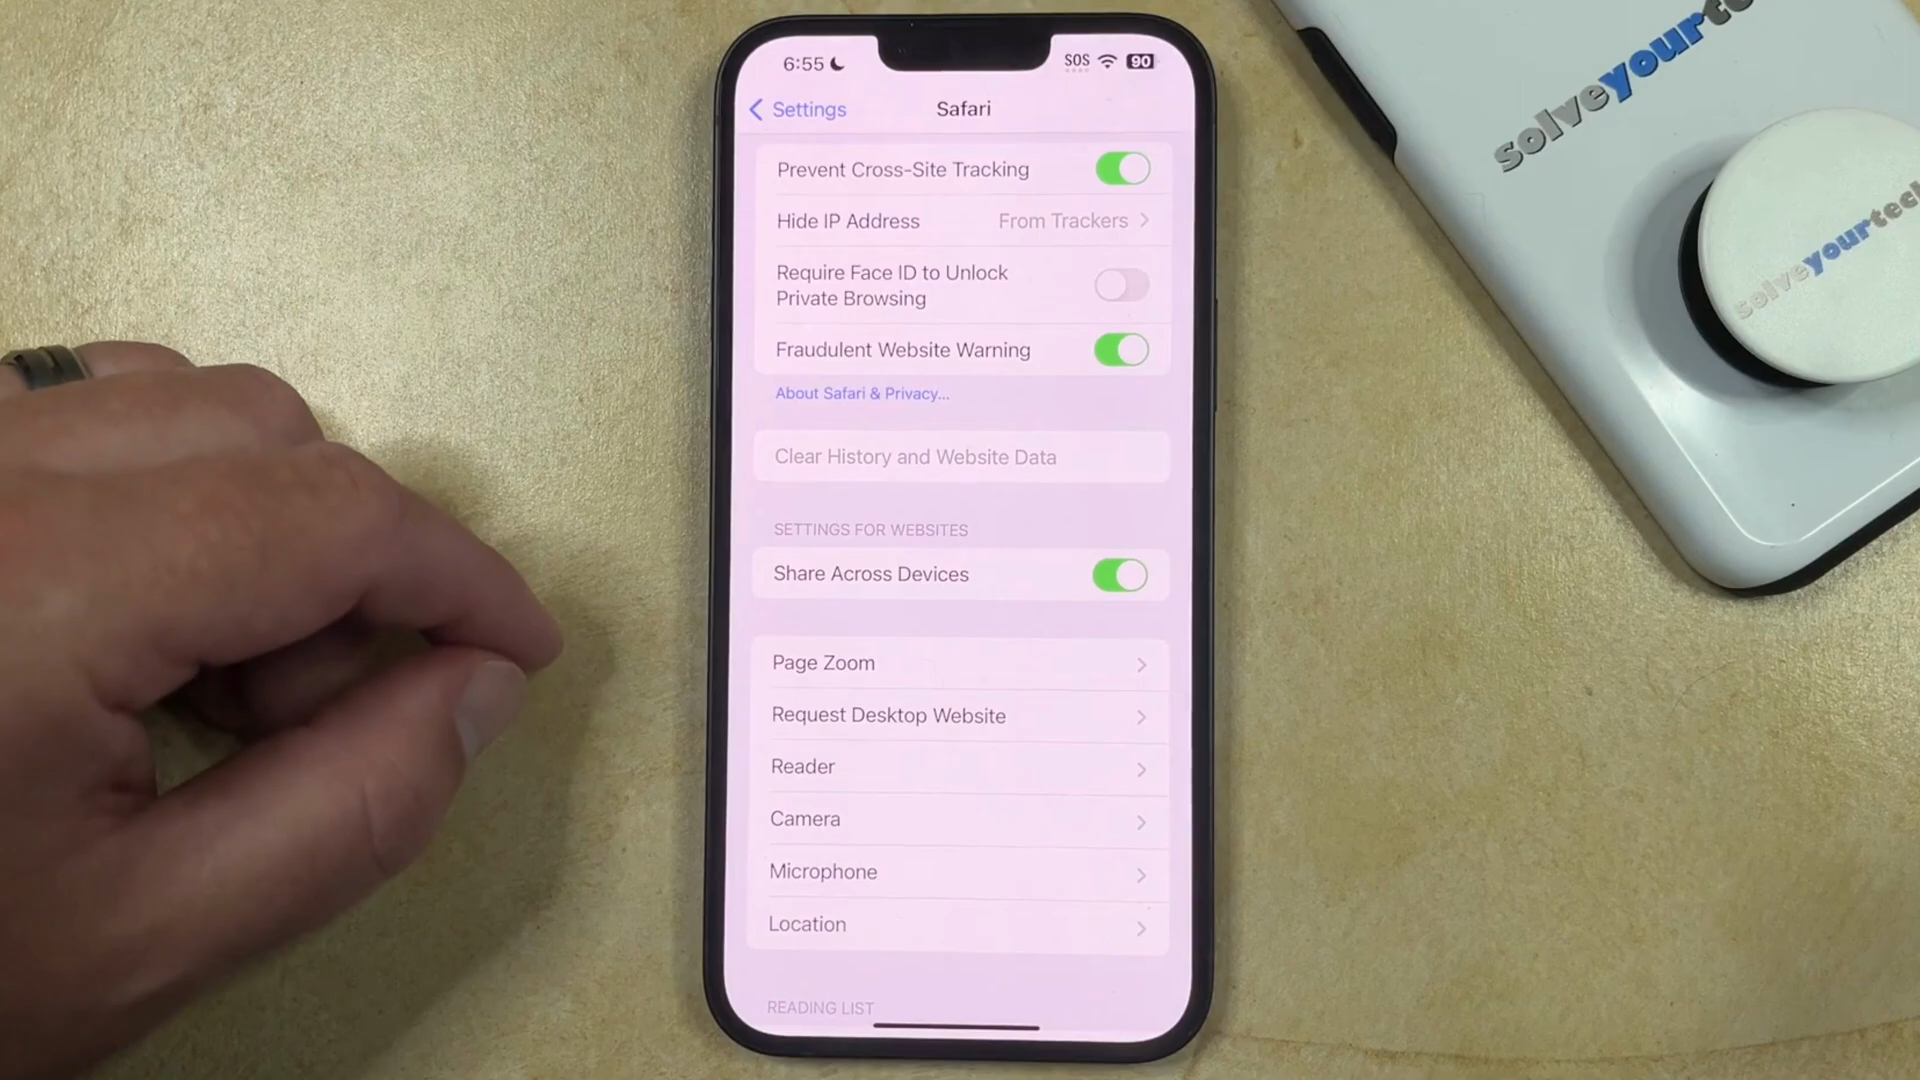 6:55
SOS
90
Settings
Safari
Prevent Cross-Site Tracking
Hide IP Address
From Trackers
Require Face ID to Unlock
Private Browsing
Fraudulent Website Warning
About Safari & Privacy...
Clear History and Website Data
SETTINGS FOR WEBSITES
Share Across Devices
Page Zoom
Request Desktop Website
Reader
Camera
Microphone
Location
READING LIST
solveyourtec
solveyourtech